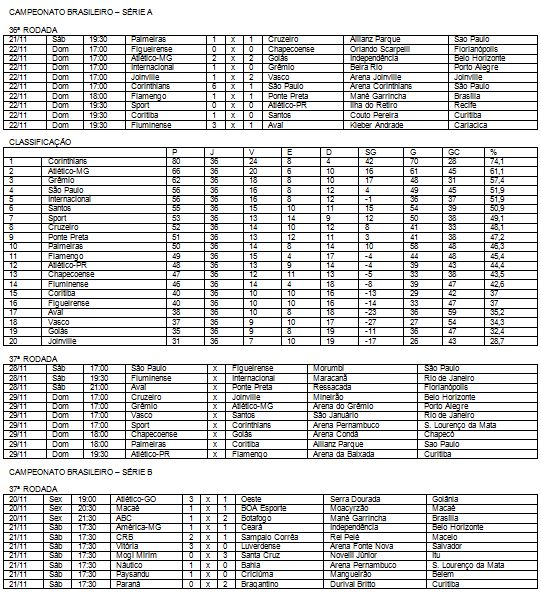 CAMPEONATO BRASILEIRO – SÉRIE A
36ª RODADA
21/11 Sáb 19:30 Palmeiras 1 x 1 Cruzeiro Allianz Parque Sao Paulo
22/11 Dom 17:00 Figueirense 0 x 0 Chapecoense Orlando Scarpelli Florianópolis
22/11 Dom 17:00 Atlético-MG 2 x 2 Goiás Independência Belo Horizonte
22/11 Dom 17:00 Internacional 1 x 0 Grêmio Beira Rio Porto Alegre
22/11 Dom 17:00 Joinville 1 x 2 Vasco Arena Joinville Joinville
22/11 Dom 17:00 Corinthians 6 x 1 São Paulo Arena Corinthians São Paulo
22/11 Dom 18:00 Flamengo 1 x 1 Ponte Preta Mané Garrincha Brasília
22/11 Dom 19:30 Sport 0 x 0 Atlético-PR Ilha do Retiro Recife
22/11 Dom 19:30 Coritiba 1 x 0 Santos Couto Pereira Curitiba
22/11 Dom 19:30 Fluminense 3 x 1 Avaí Kleber Andrade Cariacica
CLASSIFICAÇÃO
P J V E D SG G GC %
1 Corinthians 80 36 24 8 4 42 70 28 74,1
2 Atlético-MG 66 36 20 6 10 16 61 45 61,1
3 Grêmio 62 36 18 8 10 17 48 31 57,4
4 São Paulo 56 36 16 8 12 4 49 45 51,9
5 Internacional 56 36 16 8 12 -1 36 37 51,9
6 Santos 55 36 15 10 11 15 54 39 50,9
7 Sport 53 36 13 14 9 12 50 38 49,1
8 Cruzeiro 52 36 14 10 12 8 41 33 48,1
9 Ponte Preta 51 36 13 12 11 3 41 38 47,2
10 Palmeiras 50 36 14 8 14 10 58 48 46,3
11 Flamengo 49 36 15 4 17 -4 44 48 45,4
12 Atlético-PR 48 36 13 9 14 -4 39 43 44,4
13 Chapecoense 47 36 12 11 13 -5 33 38 43,5
14 Fluminense 46 36 14 4 18 -8 39 47 42,6
15 Coritiba 40 36 10 10 16 -13 29 42 37
16 Figueirense 40 36 10 10 16 -14 33 47 37
17 Avaí 38 36 10 8 18 -23 36 59 35,2
18 Vasco 37 36 9 10 17 -27 27 54 34,3
19 Goiás 35 36 9 8 19 -11 36 47 32,4
20 Joinville 31 36 7 10 19 -17 26 43 28,7
37ª RODADA
28/11 Sáb 17:00 São Paulo x Figueirense Morumbi São Paulo
28/11 Sáb 19:30 Fluminense x Internacional Maracanã Rio de Janeiro
28/11 Sáb 21:00 Avaí x Ponte Preta Ressacada Florianópolis
29/11 Dom 17:00 Cruzeiro x Joinville Mineirão Belo Horizonte
29/11 Dom 17:00 Grêmio x Atlético-MG Arena do Grêmio Porto Alegre
29/11 Dom 17:00 Vasco x Santos São Januário Rio de Janeiro
29/11 Dom 17:00 Sport x Corinthians Arena Pernambuco S. Lourenço da Mata
29/11 Dom 18:00 Chapecoense x Goiás Arena Condá Chapecó
29/11 Dom 18:00 Palmeiras x Coritiba Allianz Parque São Paulo
29/11 Dom 19:30 Atlético-PR x Flamengo Arena da Baixada Curitiba
CAMPEONATO BRASILEIRO – SÉRIE B
37ª RODADA
20/11 Sex 19:00 Atlético-GO 3 x 1 Oeste Serra Dourada Goiânia
20/11 Sex 20:30 Macaé 1 x 1 BOA Esporte Moacyrzão Macaé
20/11 Sex 21:30 ABC 1 x 2 Botafogo Mané Garrincha Brasília
21/11 Sáb 17:30 América-MG 1 x 1 Ceará Independência Belo Horizonte
21/11 Sáb 17:30 CRB 2 x 1 Sampaio Corrêa Rei Pelé Maceio
21/11 Sáb 17:30 Vitória 3 x 0 Luverdense Arena Fonte Nova Salvador
21/11 Sáb 17:30 Mogi Mirim 0 x 3 Santa Cruz Novelli Júnior Itu
21/11 Sáb 17:30 Náutico 1 x 0 Bahia Arena Pernambuco S. Lourenço da Mata
21/11 Sáb 17:30 Paysandu 1 x 0 Criciúma Mangueirão Belem
21/11 Sáb 17:30 Paraná 0 x 2 Bragantino Durival Britto Curitiba